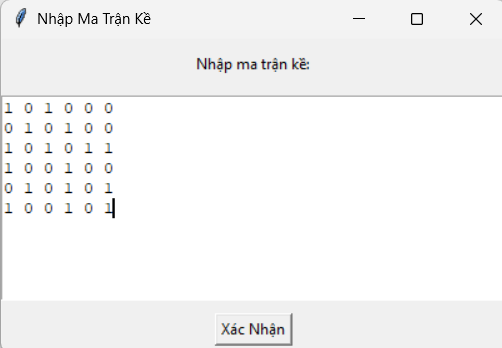 Nhập Ma Trận Kề
Nhập ma trận kề:
1 0 1 0 0 0
0 1 0 1 0 0
1 0 1 0 1 1
1 0 0 1 0 0
0 1 0 1 0 1
1 0 0 1 0 1
Xác Nhận